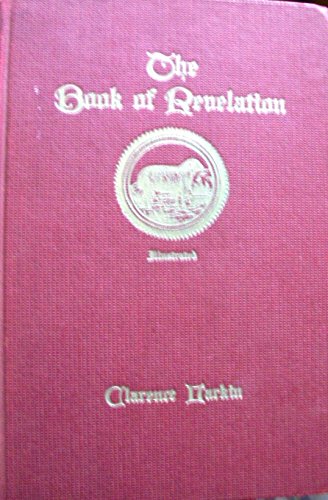 The
Book of Revelation
Illustrated
Clarence Larkin